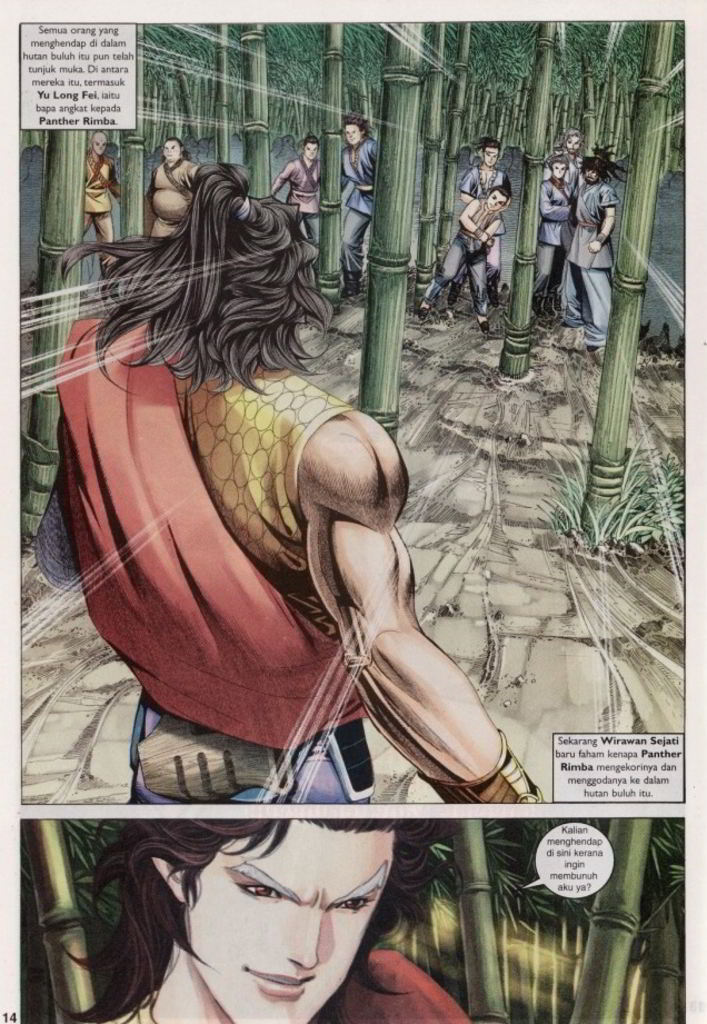 Semua orang yang
menghendap di dalam
hutan buluh itu pun telah
tunjuk muka. Di antara
mereka itu, termasuk
Yu Long Fei, iaitu
bapa angkat kepada
Panther Rimba.
Sekarang Wirawan Sejati
baru faham kenapa Panther
Rimba mengekorinya dan
menggodanya ke dalam
hutan buluh itu.
Kalian
menghendap
di sini kerana
ingin
membunuh
aku ya?
14